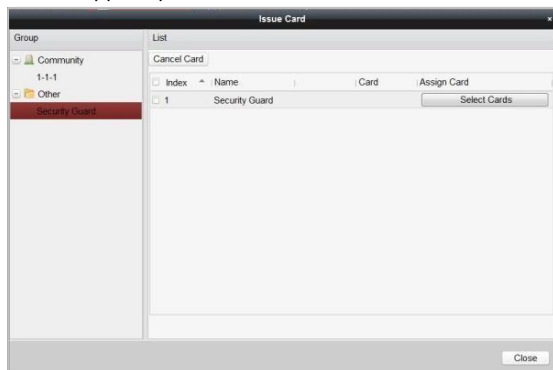 Issue Card ×
Group
List
Community
1-1-1
Other
Security Guard
Cancel Card
Index Name Card Assign Card
1 Security Guard Select Cards
Close